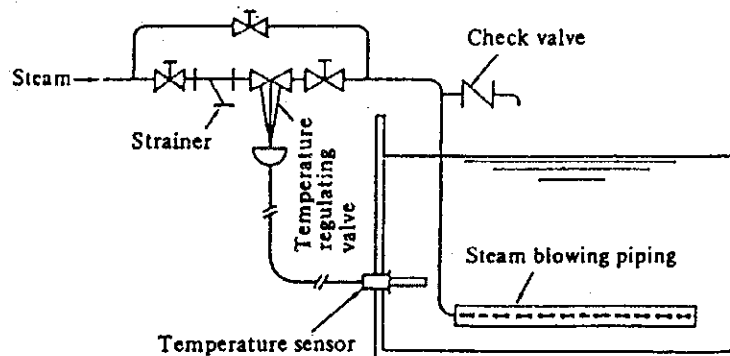 Check valve
Steam
Strainer
Temperature
regulating
valve
Steam blowing piping
Temperature sensor